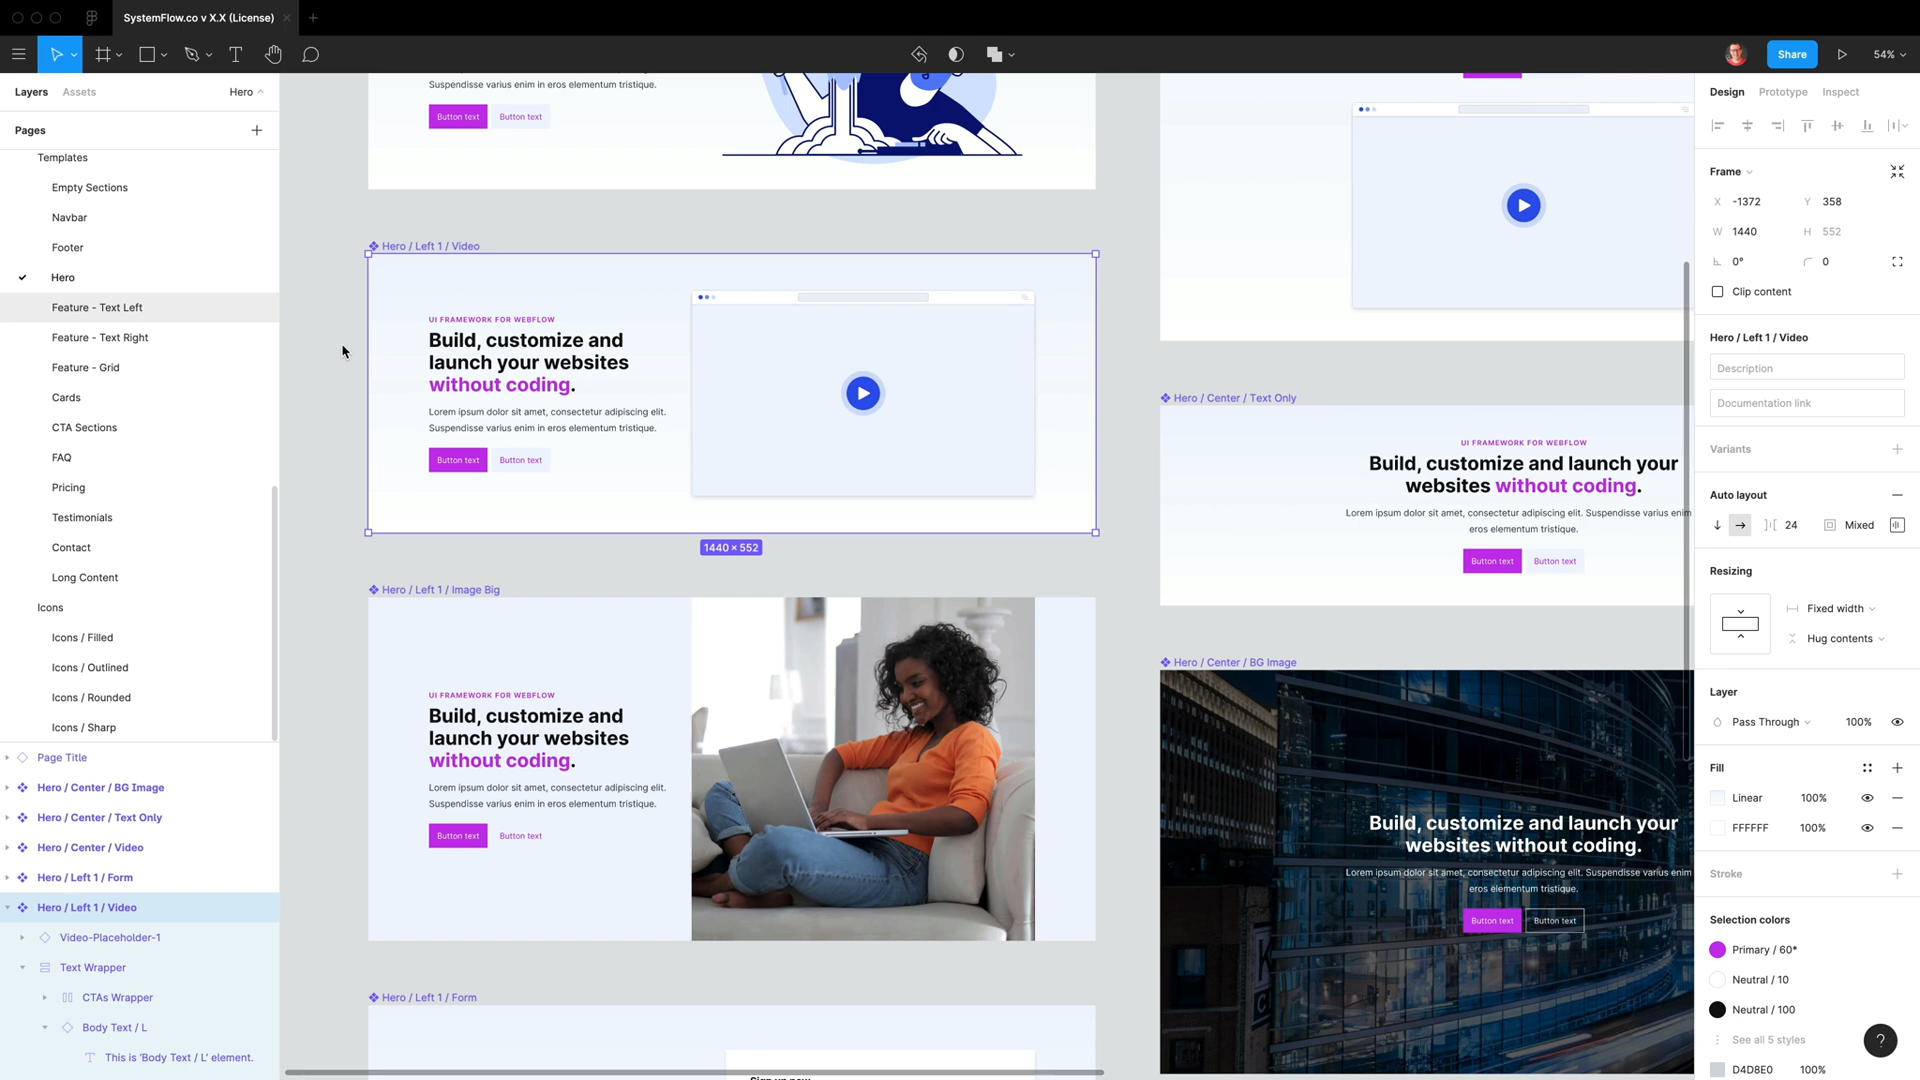 SystemFlow.co v X.X (License)
Share
54%
Layers
Assets
Hero
Pages
Templates
Empty Sections
Navbar
Footer
Hero
Feature - Text Left
Feature - Text Right
Feature - Grid
Cards
CTA Sections
FAQ
Pricing
Testimonials
Contact
Long Content
Icons
Icons / Filled
Icons / Outlined
Icons / Rounded
Icons / Sharp
Page Title
Hero / Center / BG Image
Hero / Center / Text Only
Hero / Center / Video
Hero / Left 1 / Form
Hero / Left 1 / Video
Video-Placeholder-1
Text Wrapper
CTAs Wrapper
Body Text / L
This is 'Body Text / L' element.
Suspendisse varius enim in eros elementum tristique.
Button text
Button text
Hero / Left 1 / Video
UI FRAMEWORK FOR WEBFLOW
Build, customize and
launch your websites
without coding.
Lorem ipsum dolor sit amet, consectetur adipiscing elit.
Suspendisse varius enim in eros elementum tristique.
Button text
Button text
1440 × 552
Hero / Left 1 / Image Big
UI FRAMEWORK FOR WEBFLOW
Build, customize and
launch your websites
without coding.
Lorem ipsum dolor sit amet, consectetur adipiscing elit.
Suspendisse varius enim in eros elementum tristique.
Button text
Button text
Hero / Left 1 / Form
Hero / Center / Text Only
UI FRAMEWORK FOR WEBFLOW
Build, customize and launch your
websites without coding.
Lorem ipsum dolor sit amet, consectetur adipiscing elit. Suspendisse varius enim in
eros elementum tristique.
Button text
Button text
Hero / Center / BG Image
Build, customize and launch your
websites without coding.
Lorem ipsum dolor sit amet, consectetur adipiscing elit. Suspendisse varius enim in
eros elementum tristique.
Button text
Button text
Design
Prototype
Inspect
Frame
X -1372
Y 358
W 1440
H 552
0°
0
Clip content
Hero / Left 1 / Video
Description
Documentation link
Variants
Auto layout
24
Mixed
Resizing
Fixed width
Hug contents
Layer
Pass Through
100%
Fill
Linear
100%
FFFFFF
100%
Stroke
Selection colors
Primary / 60*
Neutral / 10
Neutral / 100
See all 5 styles
D4D8E0
100%
?